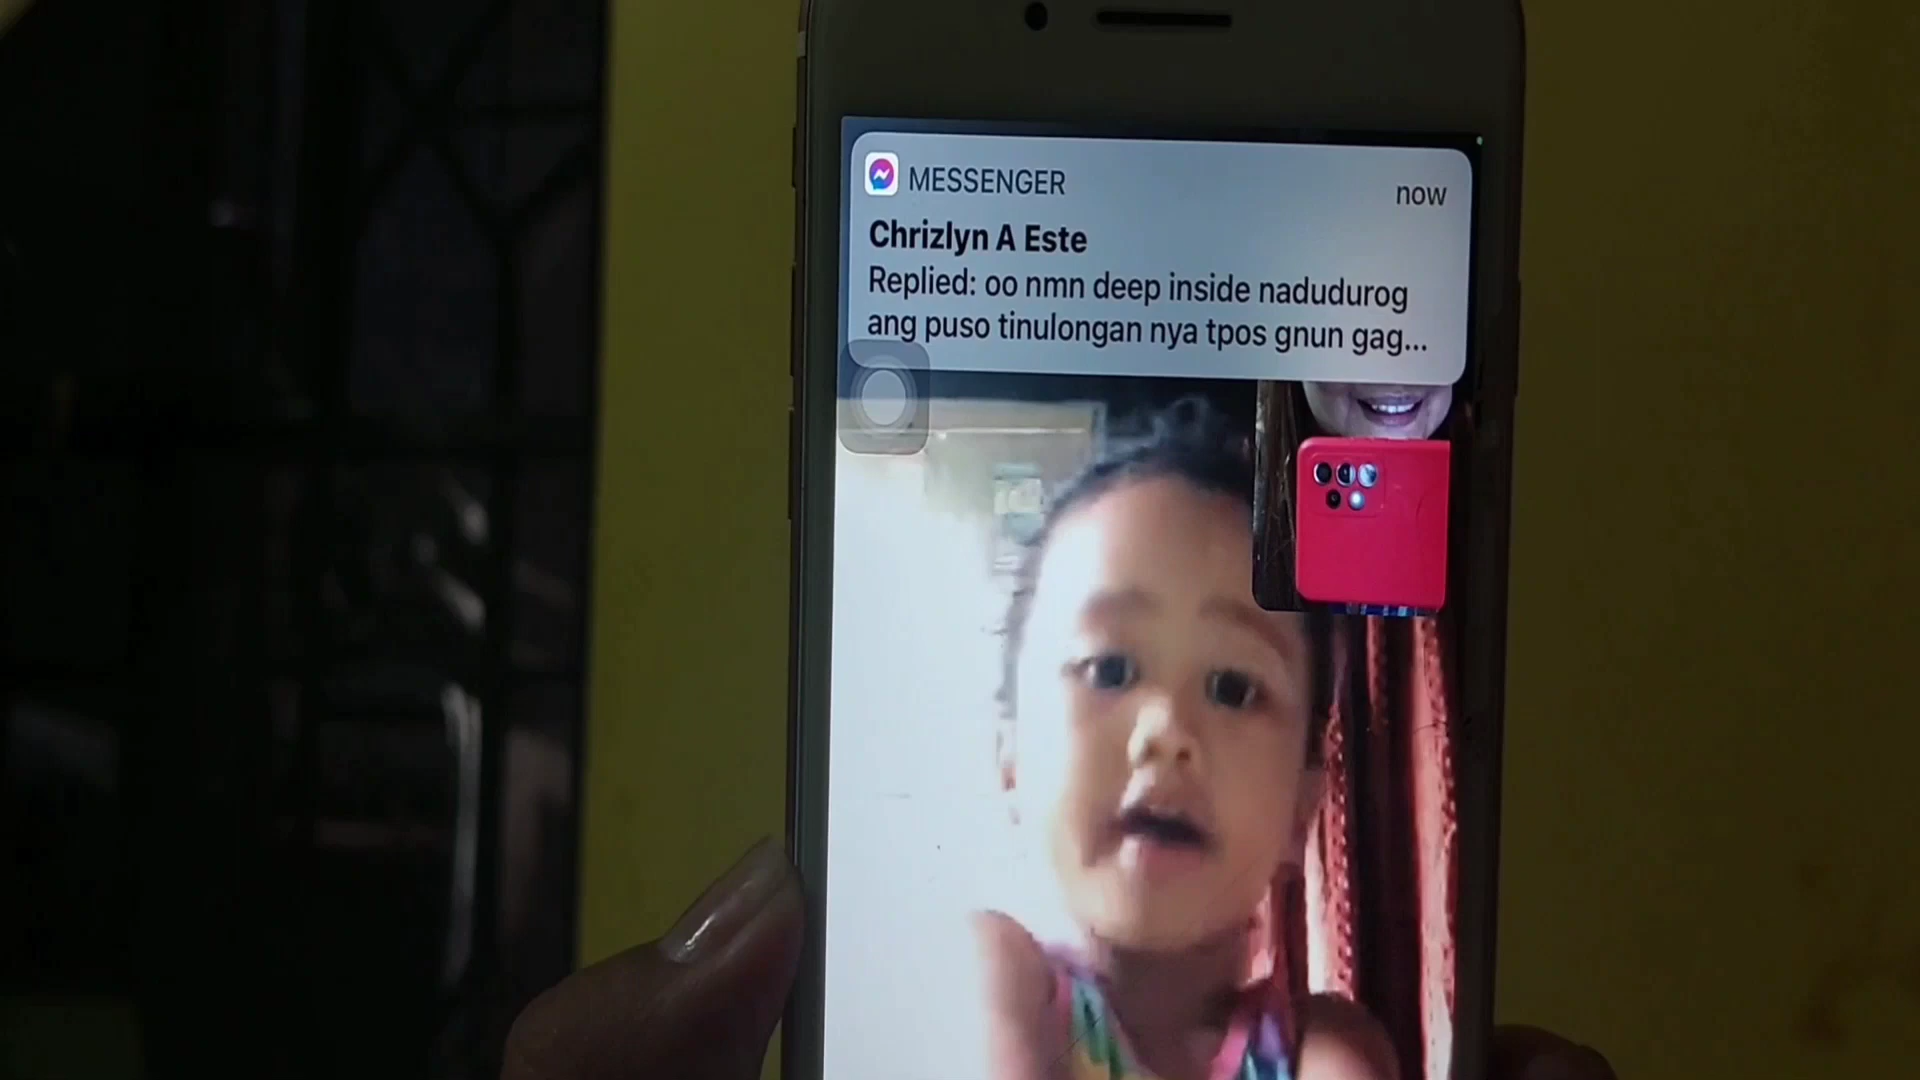 MESSENGER
now
Chrizlyn A Este
Replied: oo nmn deep inside nadudurog
ang puso tinulongan nya tpos gnun gag...